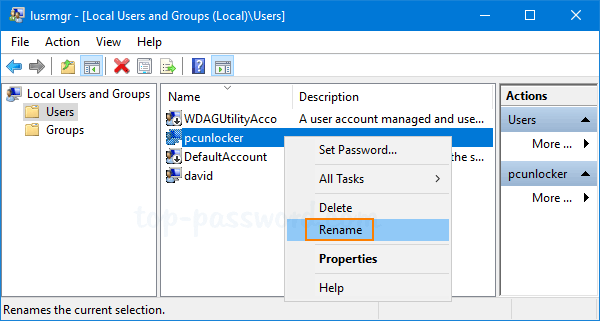 lusrmgr - [Local Users and Groups (Local)\Users]
File Action View Help
Local Users and Groups
Users
Groups
Name Description
WDAGUtilityAcco A user account managed and use...
pcunlocker
DefaultAccount the s...
david
Set Password...
All Tasks
Delete
Rename
Properties
Help
Actions
Users
More ...
pcunlocker
More ...
top-password
Renames the current selection.